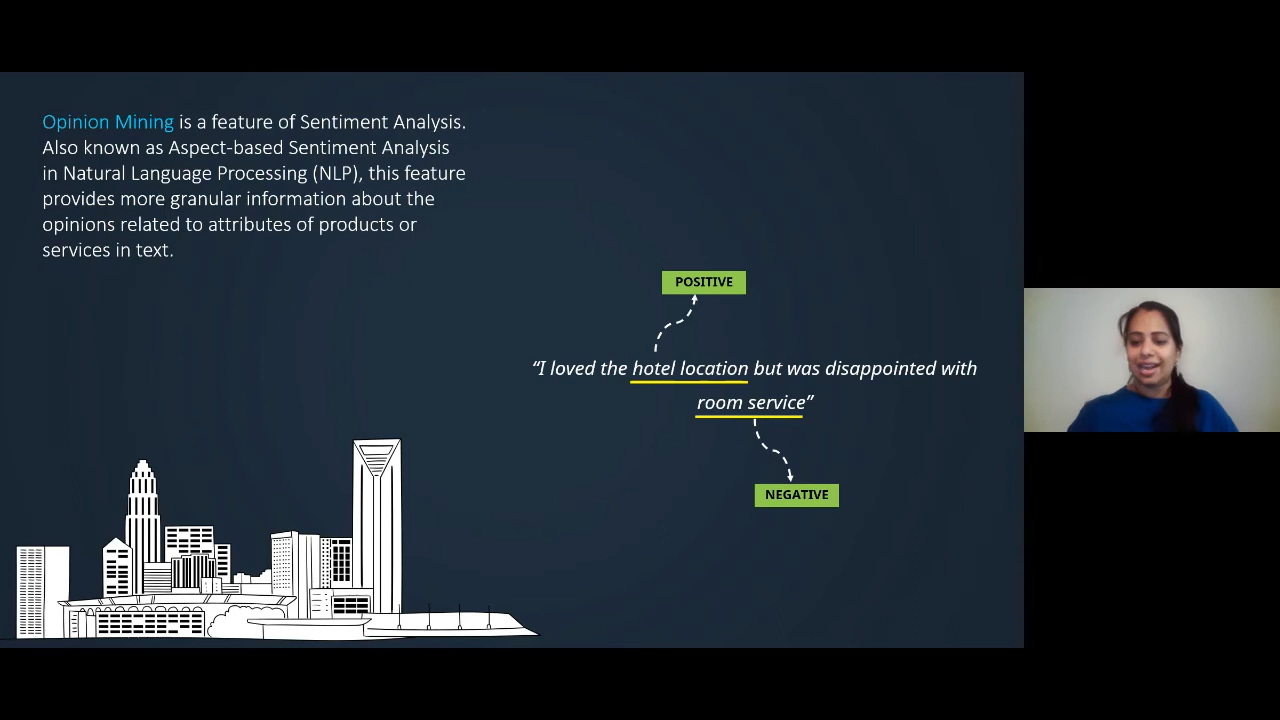 Opinion Mining is a feature of Sentiment Analysis.
Also known as Aspect-based Sentiment Analysis
in Natural Language Processing (NLP), this feature
provides more granular information about the
opinions related to attributes of products or
services in text.
POSITIVE
“I loved the hotel location but was disappointed with
room service”
NEGATIVE